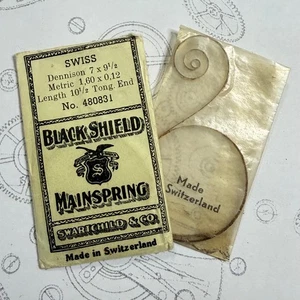 SWISS
Dennison 7 x 9½
Metric 1,60 x 0,12
Length 10½ Tong. End
No. 480831
BLACK SHIELD
S
MAINSPRING
SWARTCHILD & CO.
Made in Switzerland
Made
in
Switzerland